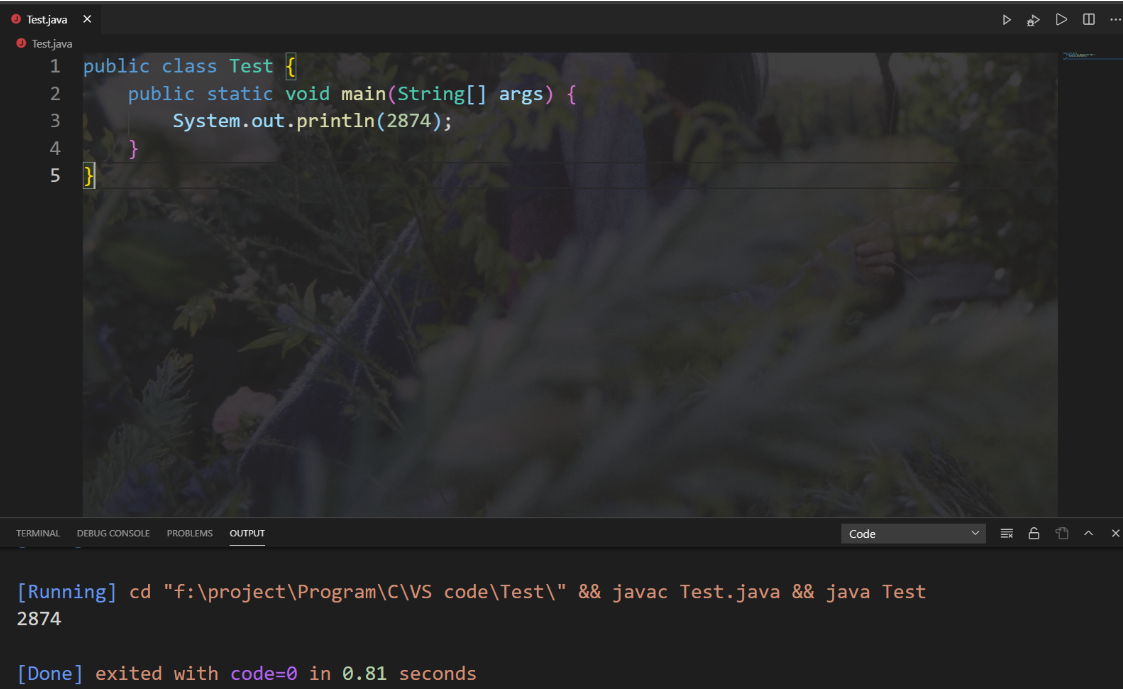 Test.java
Test.java
1 public class Test {
2     public static void main(String[] args) {
3         System.out.println(2874);
4     }
5 }
TERMINAL DEBUG CONSOLE PROBLEMS OUTPUT Code
[Running] cd "f:\project\Program\C\VS code\Test\" && javac Test.java && java Test
2874
[Done] exited with code=0 in 0.81 seconds